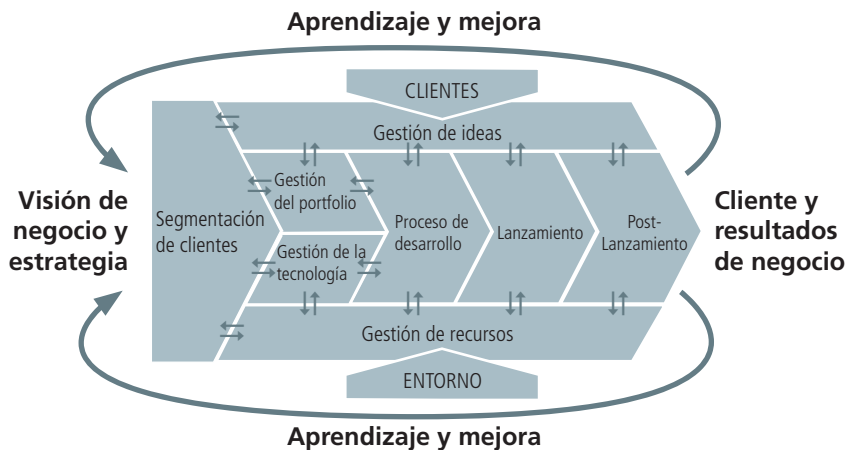 Aprendizaje y mejora
CLIENTES
Gestión de ideas
Visión de
negocio y
estrategia
Segmentación
de clientes
Gestión
del portfolio
Gestión de la
tecnología
Proceso de
desarrollo
Lanzamiento
Post-
Lanzamiento
Cliente y
resultados
de negocio
Gestión de recursos
ENTORNO
Aprendizaje y mejora